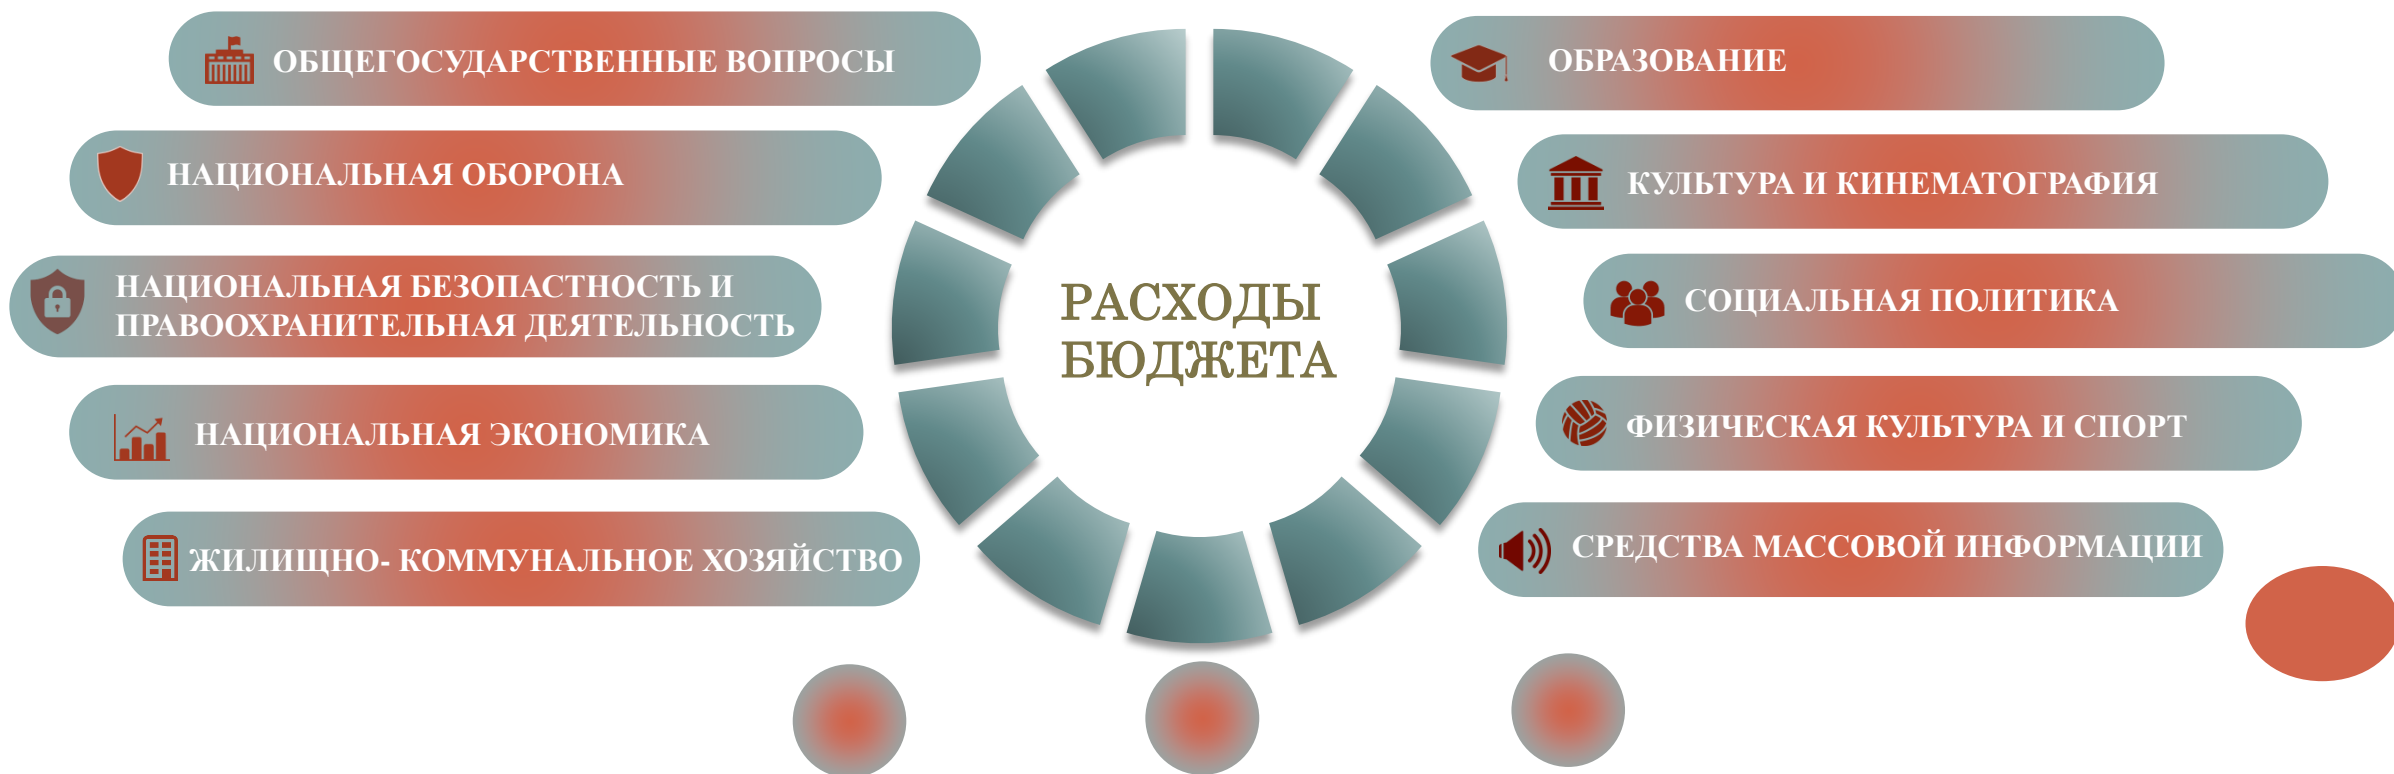 ОБЩЕГОСУДАРСТВЕННЫЕ ВОПРОСЫ
НАЦИОНАЛЬНАЯ ОБОРОНА
НАЦИОНАЛЬНАЯ БЕЗОПАСТНОСТЬ И
ПРАВООХРАНИТЕЛЬНАЯ ДЕЯТЕЛЬНОСТЬ
НАЦИОНАЛЬНАЯ ЭКОНОМИКА
ЖИЛИЩНО- КОММУНАЛЬНОЕ ХОЗЯЙСТВО
РАСХОДЫ
БЮДЖЕТА
ОБРАЗОВАНИЕ
КУЛЬТУРА И КИНЕМАТОГРАФИЯ
СОЦИАЛЬНАЯ ПОЛИТИКА
ФИЗИЧЕСКАЯ КУЛЬТУРА И СПОРТ
СРЕДСТВА МАССОВОЙ ИНФОРМАЦИИ